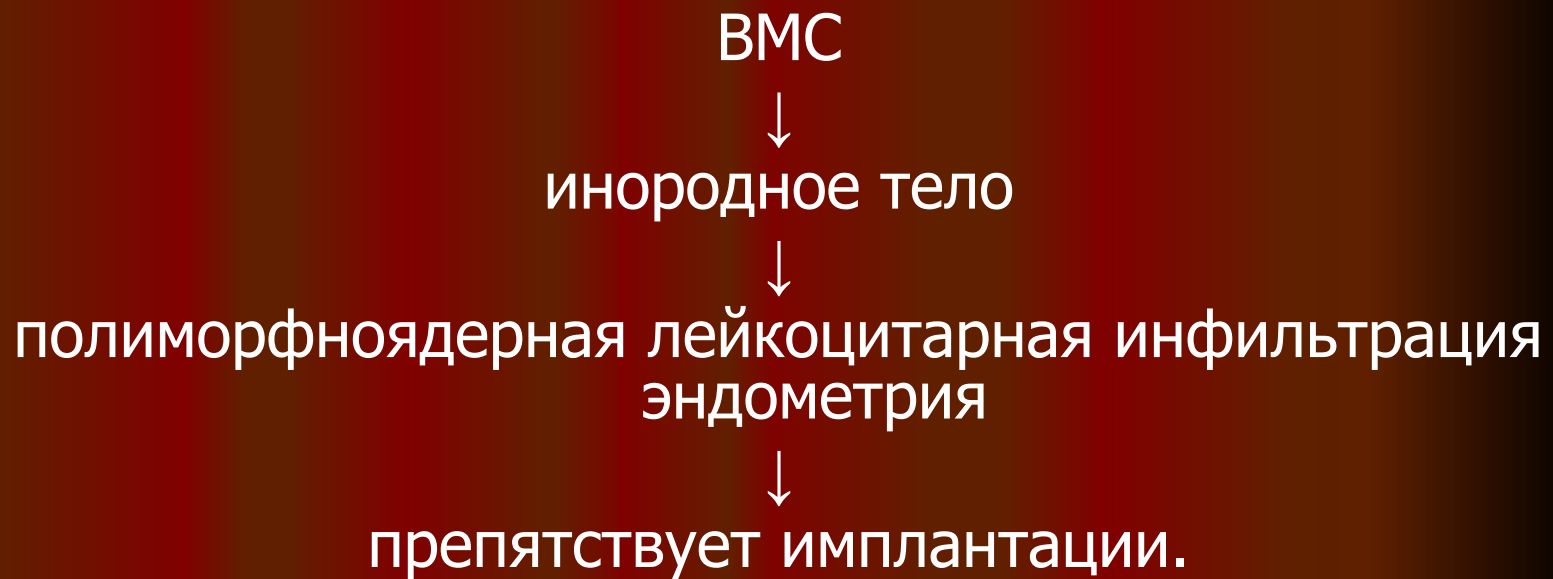 ВМС
↓
инородное тело
↓
полиморфноядерная лейкоцитарная инфильтрация
эндометрия
↓
препятствует имплантации.